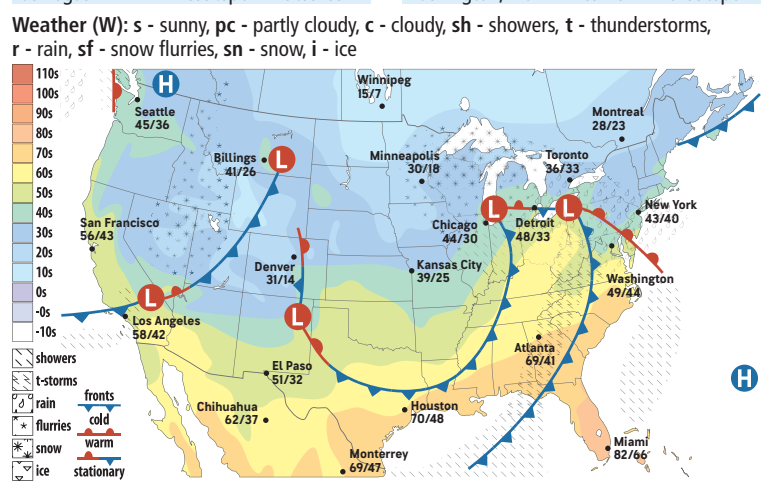 Weather (W): s - sunny, pc - partly cloudy, c - cloudy, sh - showers, t - thunderstorms,
r - rain, sf - snow flurries, sn - snow, i - ice
110s
100s
90s
80s
70s
60s
50s
40s
30s
20s
10s
0s
-0s
-10s
showers
t-storms
rain
flurries
snow
ice
fronts
cold
warm
stationary
H
Seattle
45/36
Winnipeg
15/7
Montreal
28/23
Billings
41/26
L
Minneapolis
30/18
Toronto
36/33
San Francisco
56/43
L
L
Chicago
44/30
Detroit
48/33
New York
43/40
Denver
31/14
Kansas City
39/25
Washington
49/44
L
Los Angeles
58/42
L
Atlanta
69/41
El Paso
51/32
H
Chihuahua
62/37
Houston
70/48
Monterrey
69/47
Miami
82/66